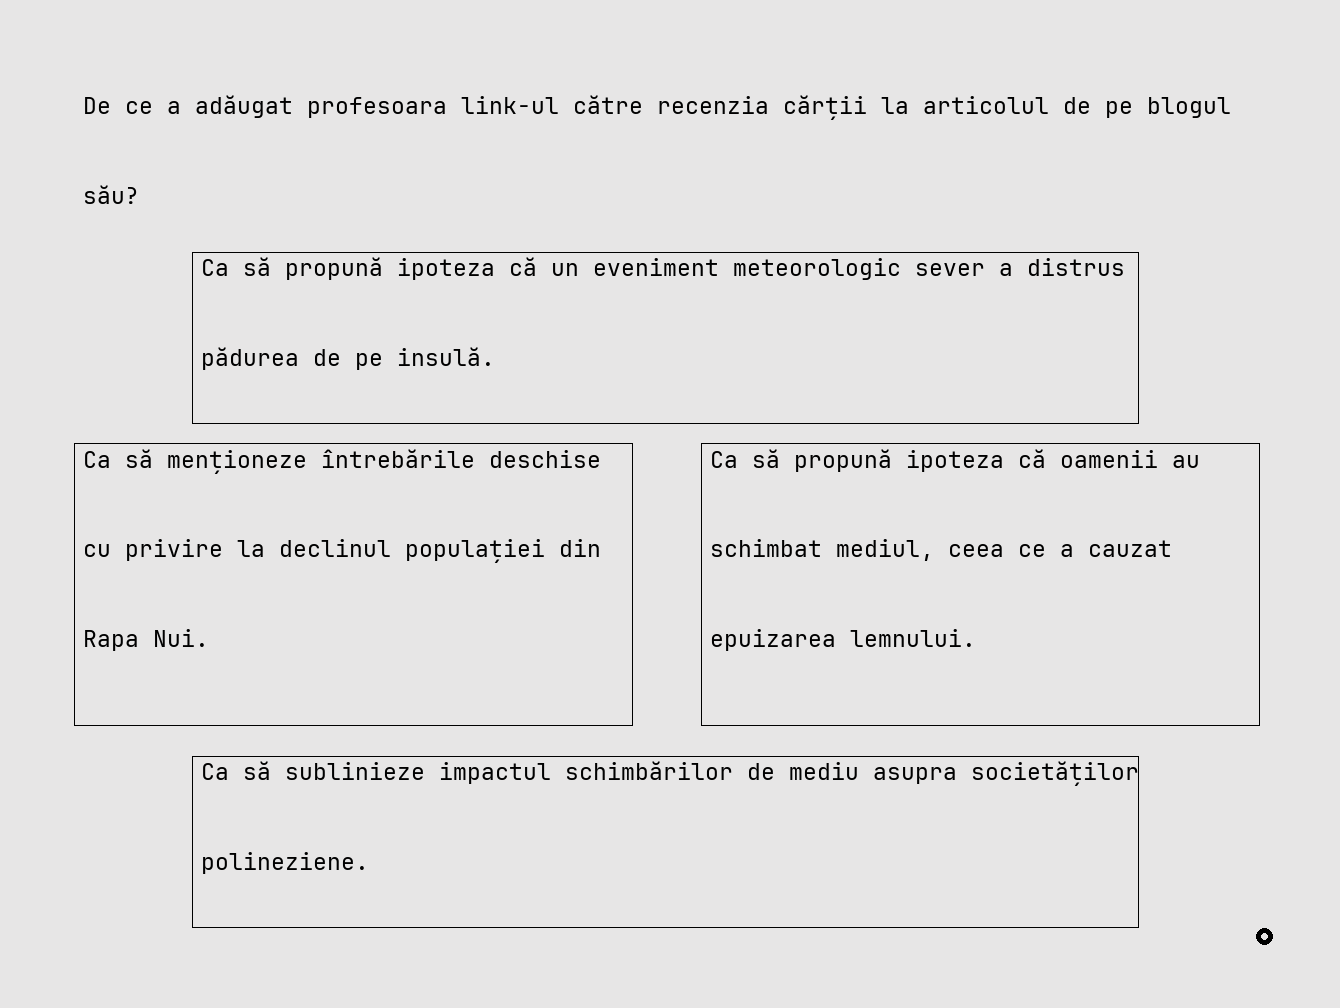 De ce a adăugat profesoara link-ul către recenzia cărții la articolul de pe blogul
său?
Ca să propună ipoteza că un eveniment meteorologic sever a distrus
pădurea de pe insulă.
Ca să menționeze întrebările deschise
cu privire la declinul populației din
Rapa Nui.
Ca să propună ipoteza că oamenii au
schimbat mediul, ceea ce a cauzat
epuizarea lemnului.
Ca să sublinieze impactul schimbărilor de mediu asupra societăților
polineziene.